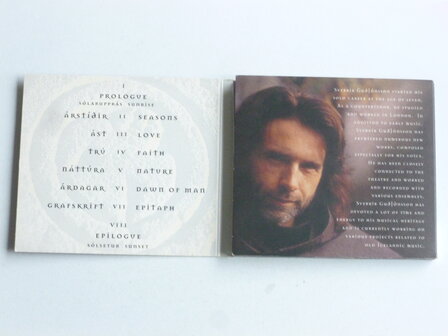 I
PROLOGUE
SÓLARUPPRÁS SUNRISE
ÁRSTÍÐIR II SEASONS
ÁST III LOVE
TRÚ IV FAITH
NÁTTÚRA V NATURE
ÁRDAGAR VI DAWN OF MAN
GRAFSKRIFT VII EPITAPH
VIII
EPILOGUE
SÓLSETUR SUNSET
SVERRIR GUÐJÓNSSON STARTED HIS
SOLO CAREER AT THE AGE OF SEVEN.
AS A COUNTERTENOR, HE STUDIED
AND WORKED IN LONDON. IN
ADDITION TO EARLY MUSIC,
SVERRIR GUÐJÓNSSON HAS
PREMIERED NUMEROUS NEW
WORKS, COMPOSED
ESPECIALLY FOR HIS VOICE.
HE HAS BEEN CLOSELY
CONNECTED TO THE
THEATRE AND WORKED
AND RECORDED WITH
VARIOUS ENSEMBLES.
SVERRIR GUÐJÓNSSON HAS
DEVOTED A LOT OF TIME AND
ENERGY TO HIS MUSICAL HERITAGE
AND IS CURRENTLY WORKING ON
VARIOUS PROJECTS RELATED TO
OLD ICELANDIC MUSIC.